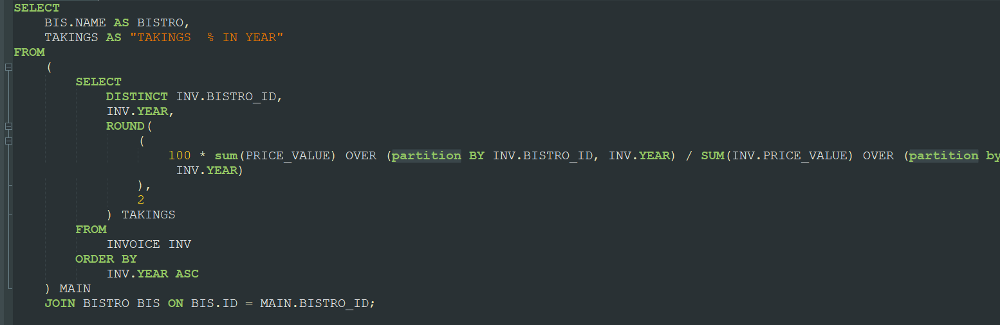 SELECT
BIS.NAME AS BISTRO,
TAKINGS AS "TAKINGS  % IN YEAR"
FROM
(
SELECT
DISTINCT INV.BISTRO_ID,
INV.YEAR,
ROUND(
(
100 * sum(PRICE_VALUE) OVER (partition BY INV.BISTRO_ID, INV.YEAR) / SUM(INV.PRICE_VALUE) OVER (partition by
INV.YEAR)
),
2
) TAKINGS
FROM
INVOICE INV
ORDER BY
INV.YEAR ASC
) MAIN
JOIN BISTRO BIS ON BIS.ID = MAIN.BISTRO_ID;